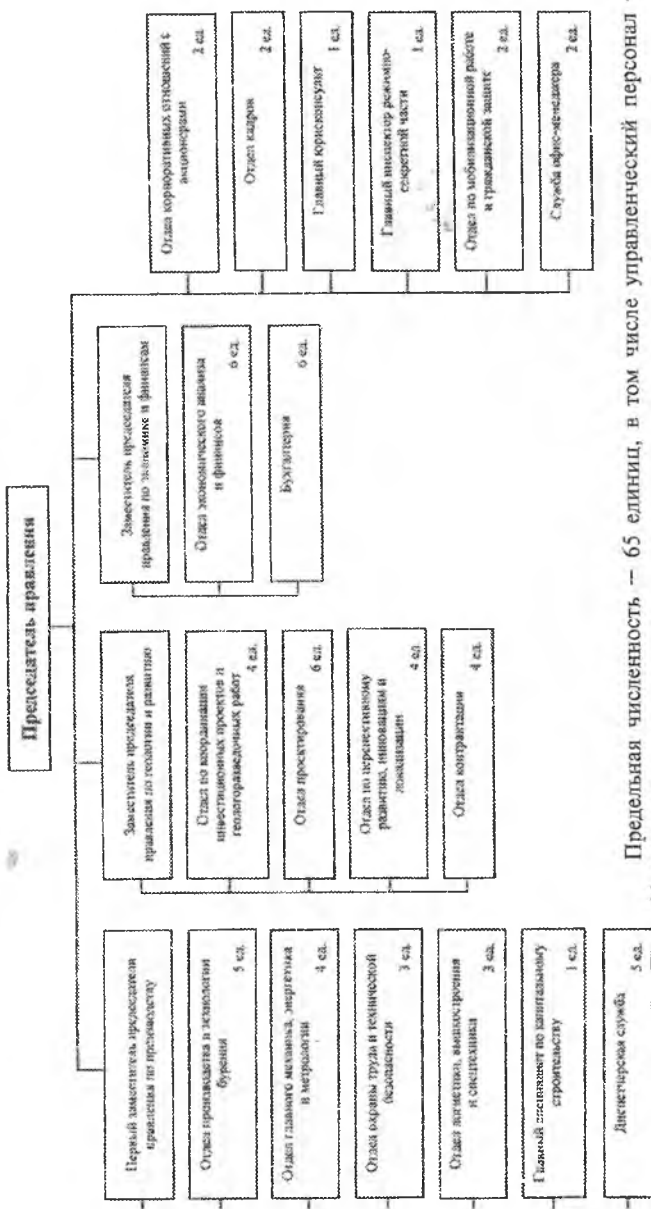 Председатель правления
Первый заместитель председателя
правления по производству
Отдел производства и технологии
бурения
5 ед.
Отдел главного механика, энергетика
и метрологии
4 ед.
Отдел охраны труда и технической
безопасности
3 ед.
Отдел логистики, вышкостроения
и спецтехники
3 ед.
Главный специалист по капитальному
строительству
1 ед.
Диспетчерская служба
5 ед.
Заместитель председателя
правления по геологии и развитию
Отдел по координации
инвестиционных проектов и
геологоразведочных работ
4 ед.
Отдел проектирования
6 ед.
Отдел по перспективному
развитию, инновациям и
локализации
4 ед.
Отдел контрактации
4 ед.
Заместитель председателя
правления по экономике и финансам
Отдел экономического анализа
и финансов
6 ед.
Бухгалтерия
6 ед.
Отдел корпоративных отношений с
акционерами
2 ед.
Отдел кадров
2 ед.
Главный юрисконсульт
1 ед.
Главный инспектор режимно-
секретной части
1 ед.
Отдел по мобилизационной работе
и гражданской защите
2 ед.
Служба офис-менеджера
2 ед.
Предельная численность — 65 единиц, в том числе управленческий персонал